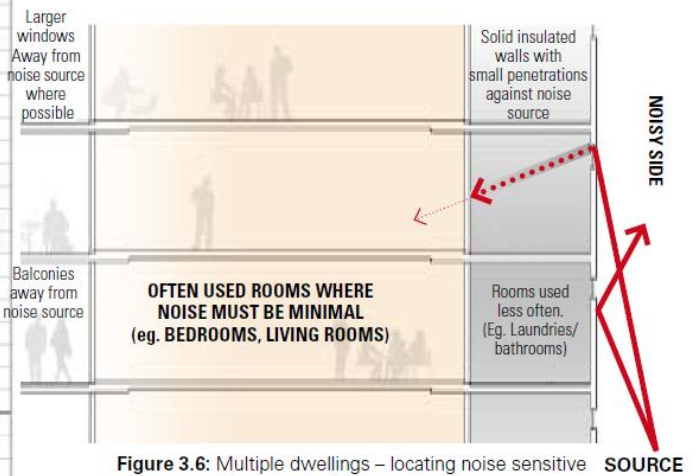 Larger
windows
Away from
noise source
where
possible
Solid insulated
walls with
small penetrations
against noise
source
NOISY SIDE
Balconies
away from
noise source
OFTEN USED ROOMS WHERE
NOISE MUST BE MINIMAL
(eg. BEDROOMS, LIVING ROOMS)
Rooms used
less often.
(Eg. Laundries/
bathrooms)
Figure 3.6: Multiple dwellings – locating noise sensitive
SOURCE